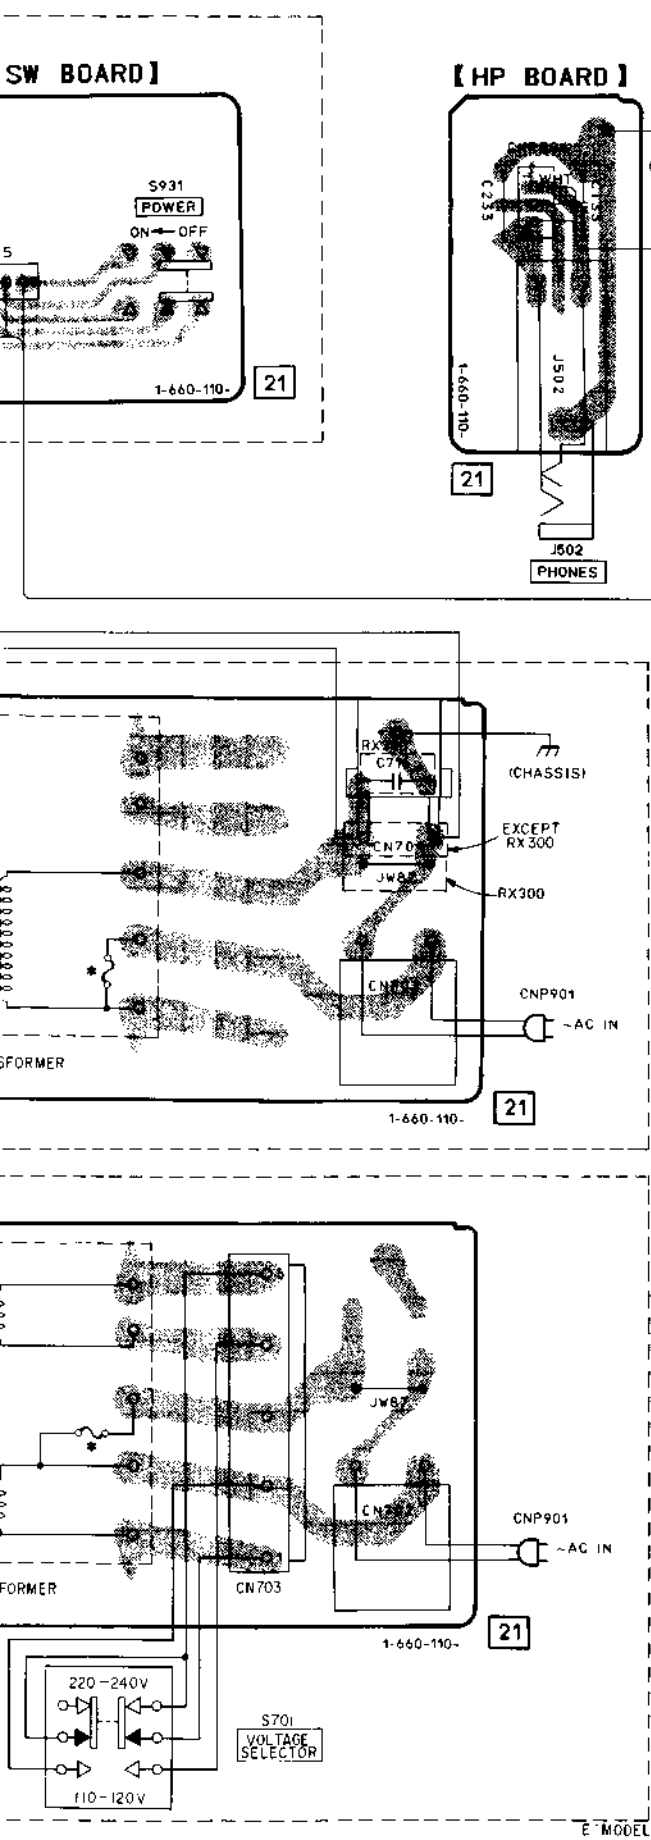 SW BOARD】
【HP BOARD】
S931
POWER
ON←OFF
5
1-660-110-
21
WHT
C233
J502
1-660-110-
21
J502
PHONES
(CHASSIS)
EXCEPT
RX300
RX300
JW87
*
CNP901
~AC IN
SFORMER
1-660-110-
21
JW87
*
CNP901
~AC IN
FORMER
CN703
1-660-110-
21
220-240V
S701
VOLTAGE
SELECTOR
110-120V
E MODEL